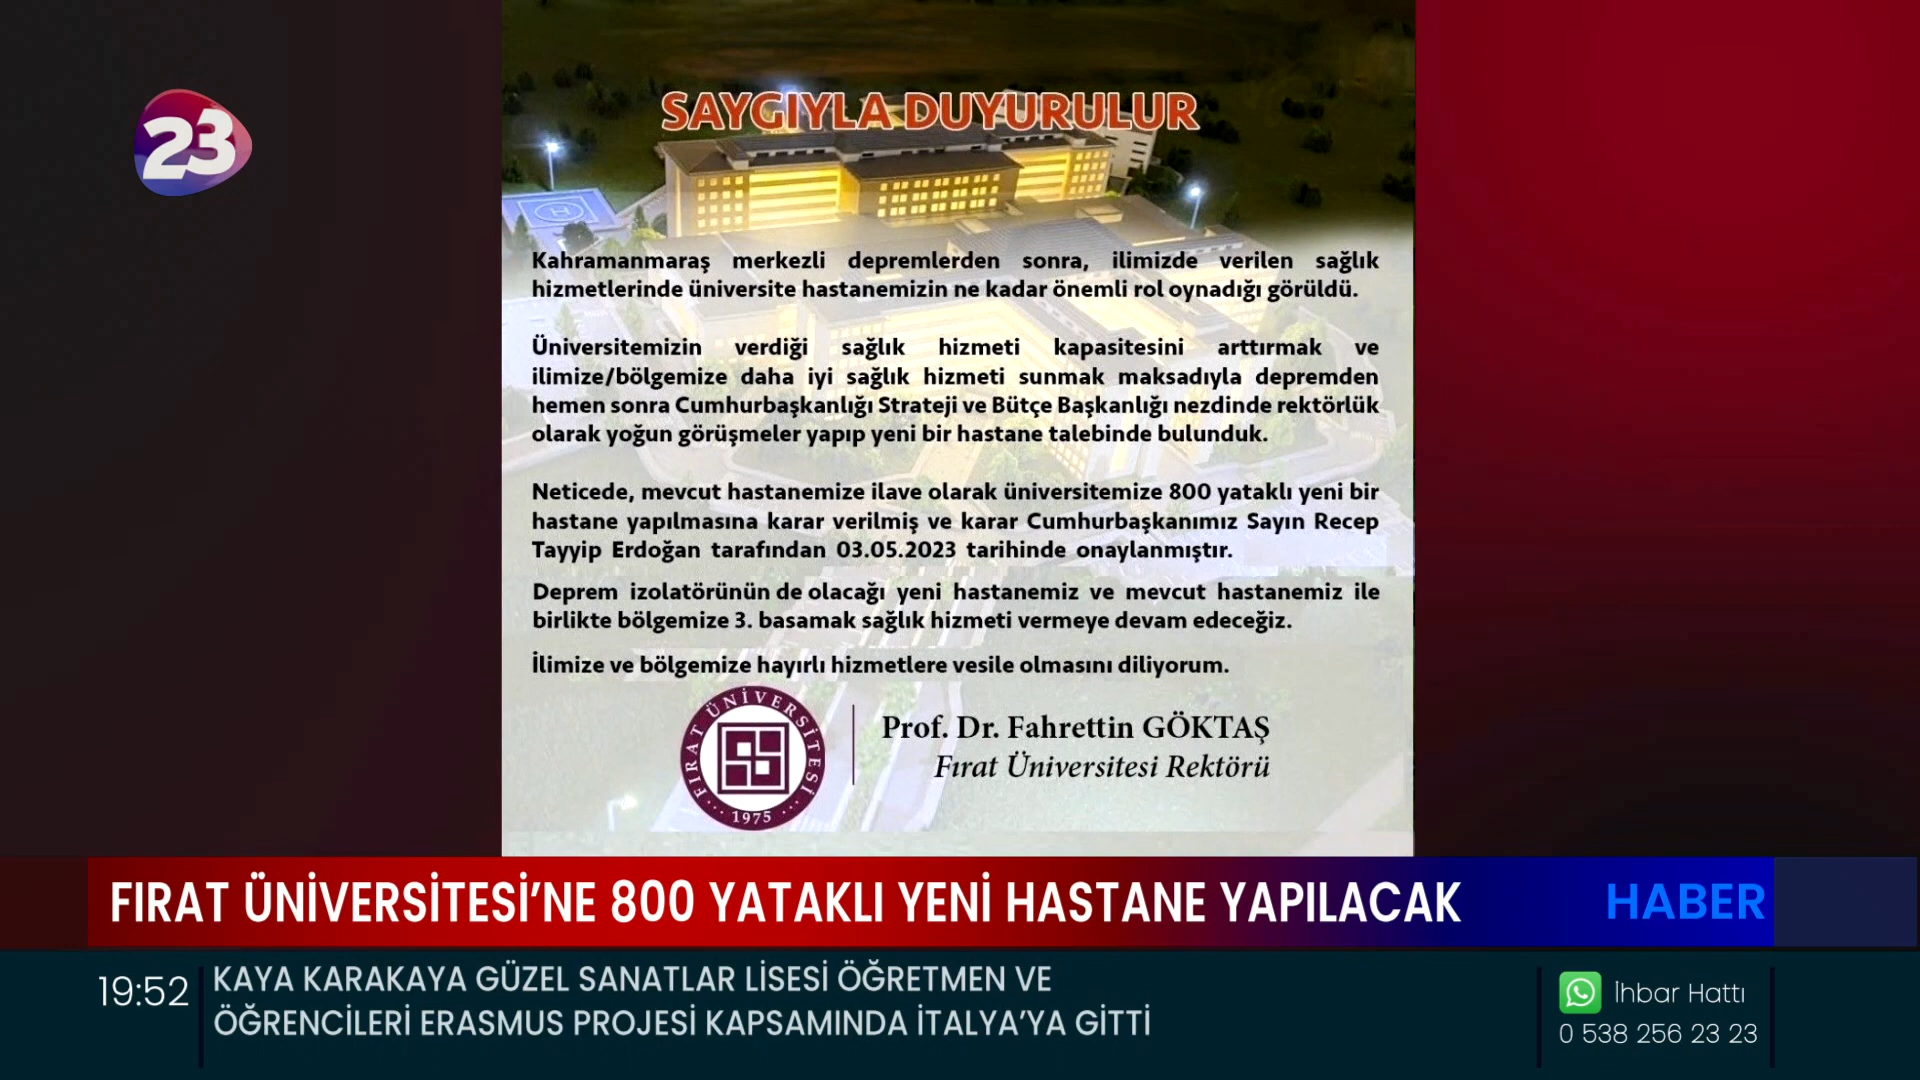 23
SAYGIYLA DUYURULUR
Kahramanmaraş merkezli depremlerden sonra, ilimizde verilen sağlık
hizmetlerinde üniversite hastanemizin ne kadar önemli rol oynadığı görüldü.
Üniversitemizin verdiği sağlık hizmeti kapasitesini arttırmak ve
ilimize/bölgemize daha iyi sağlık hizmeti sunmak maksadıyla depremden
hemen sonra Cumhurbaşkanlığı Strateji ve Bütçe Başkanlığı nezdinde rektörlük
olarak yoğun görüşmeler yapıp yeni bir hastane talebinde bulunduk.
Neticede, mevcut hastanemize ilave olarak üniversitemize 800 yataklı yeni bir
hastane yapılmasına karar verilmiş ve karar Cumhurbaşkanımız Sayın Recep
Tayyip Erdoğan tarafından 03.05.2023 tarihinde onaylanmıştır.
Deprem izolatörünün de olacağı yeni hastanemiz ve mevcut hastanemiz ile
birlikte bölgemize 3. basamak sağlık hizmeti vermeye devam edeceğiz.
İlimize ve bölgemize hayırlı hizmetlere vesile olmasını diliyorum.
FIRAT ÜNİVERSİTESİ
1975
Prof. Dr. Fahrettin GÖKTAŞ
Fırat Üniversitesi Rektörü
H
FIRAT ÜNİVERSİTESİ’NE 800 YATAKLI YENİ HASTANE YAPILACAK
HABER
19:52
KAYA KARAKAYA GÜZEL SANATLAR LİSESİ ÖĞRETMEN VE
ÖĞRENCİLERİ ERASMUS PROJESİ KAPSAMINDA İTALYA’YA GİTTİ
İhbar Hattı
0 538 256 23 23